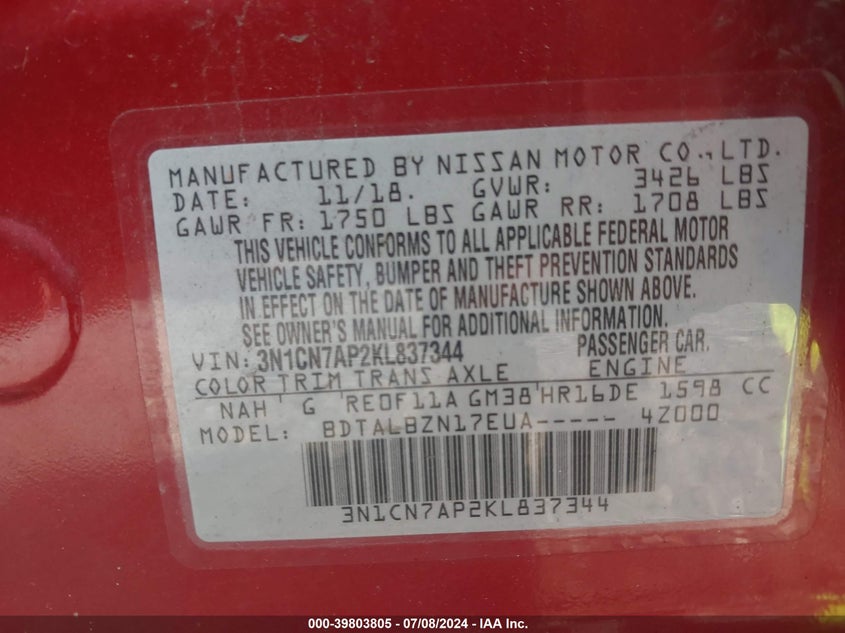 MANUFACTURED BY NISSAN MOTOR CO.,LTD.
DATE: 11/18. GVWR: 3426 LBS
GAWR FR: 1750 LBS GAWR RR: 1708 LBS
THIS VEHICLE CONFORMS TO ALL APPLICABLE FEDERAL MOTOR
VEHICLE SAFETY, BUMPER AND THEFT PREVENTION STANDARDS
IN EFFECT ON THE DATE OF MANUFACTURE SHOWN ABOVE.
SEE OWNER'S MANUAL FOR ADDITIONAL INFORMATION.
VIN: 3N1CN7AP2KL837344 PASSENGER CAR.
COLOR TRIM TRANS AXLE ENGINE
NAH G RE0F11A GM38 HR16DE 1598 CC
MODEL: BDTALBZN17EUA----- 4Z000
3N1CN7AP2KL837344
000-39803805 - 07/08/2024 - IAA Inc.